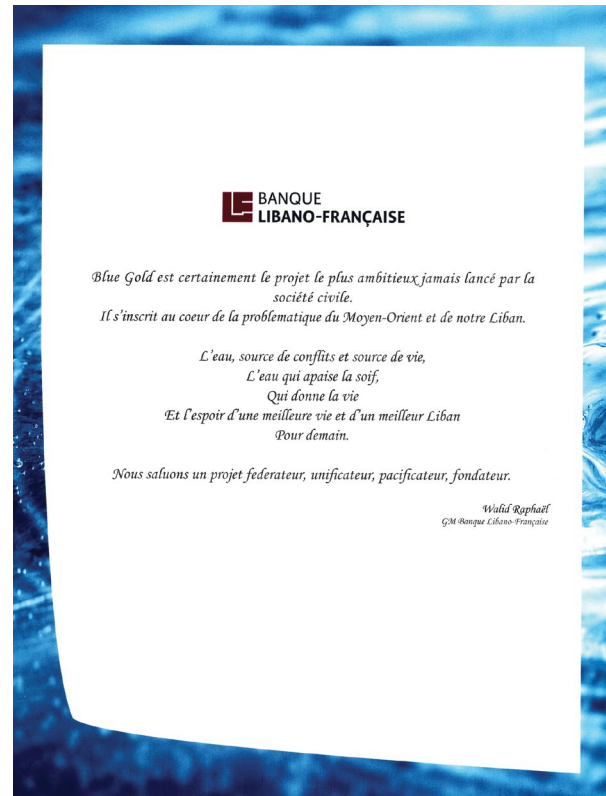 BANQUE
LIBANO-FRANÇAISE
Blue Gold est certainement le projet le plus ambitieux jamais lancé par la
société civile.
Il s'inscrit au coeur de la problematique du Moyen-Orient et de notre Liban.
L'eau, source de conflits et source de vie,
L'eau qui apaise la soif,
Qui donne la vie
Et l'espoir d'une meilleure vie et d'un meilleur Liban
Pour demain.
Nous saluons un projet federateur, unificateur, pacificateur, fondateur.
Walid Raphaël
GM Banque Libano-Française